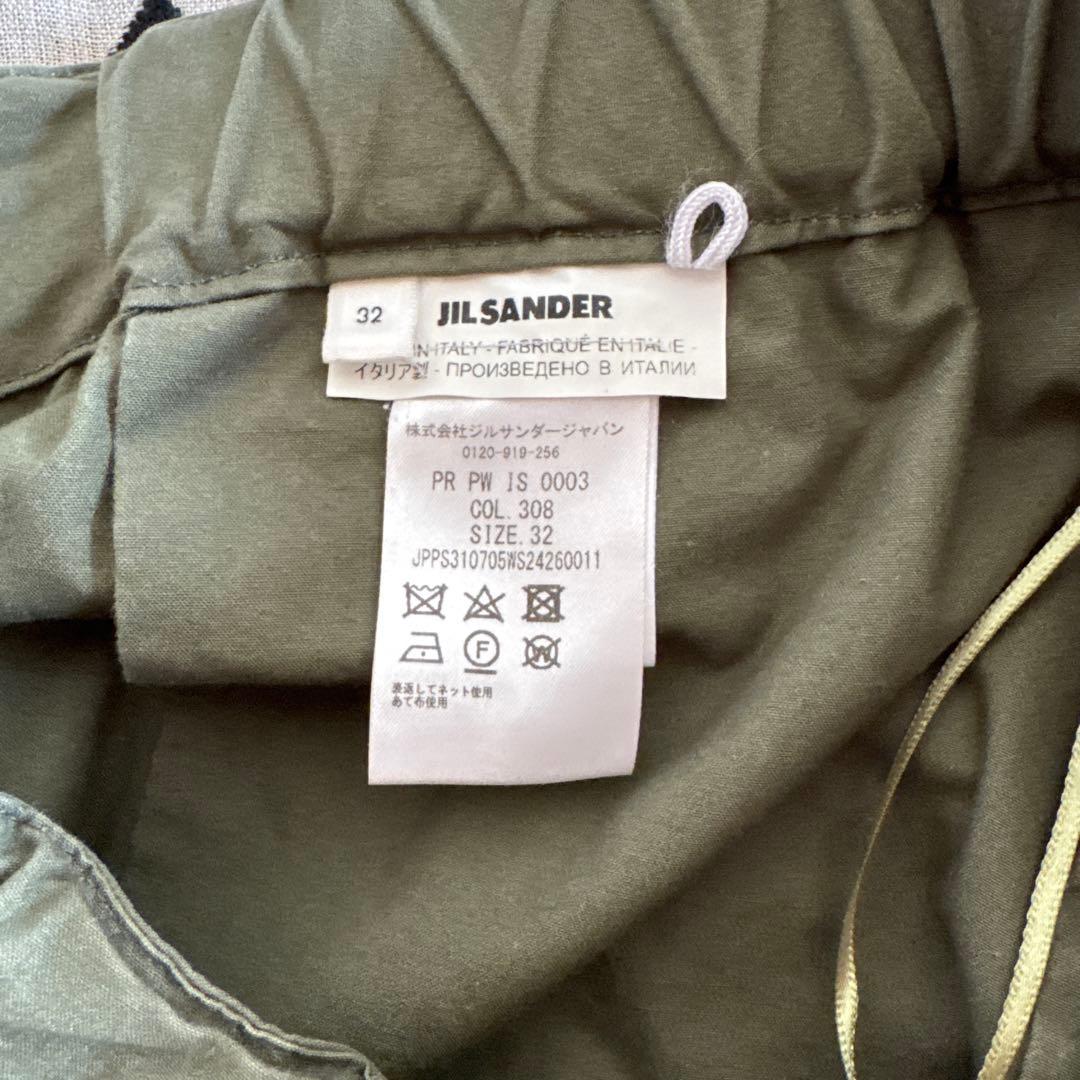 32
JIL SANDER
IN ITALY - FABRIQUÉ EN ITALIE -
イタリア製 - ПРОИЗВЕДЕНО В ИТАЛИИ
株式会社ジルサンダージャパン
0120-919-256
PR PW IS 0003
COL. 308
SIZE. 32
JPPS310705WS24260011
F
W
裏返してネット使用
あて布使用